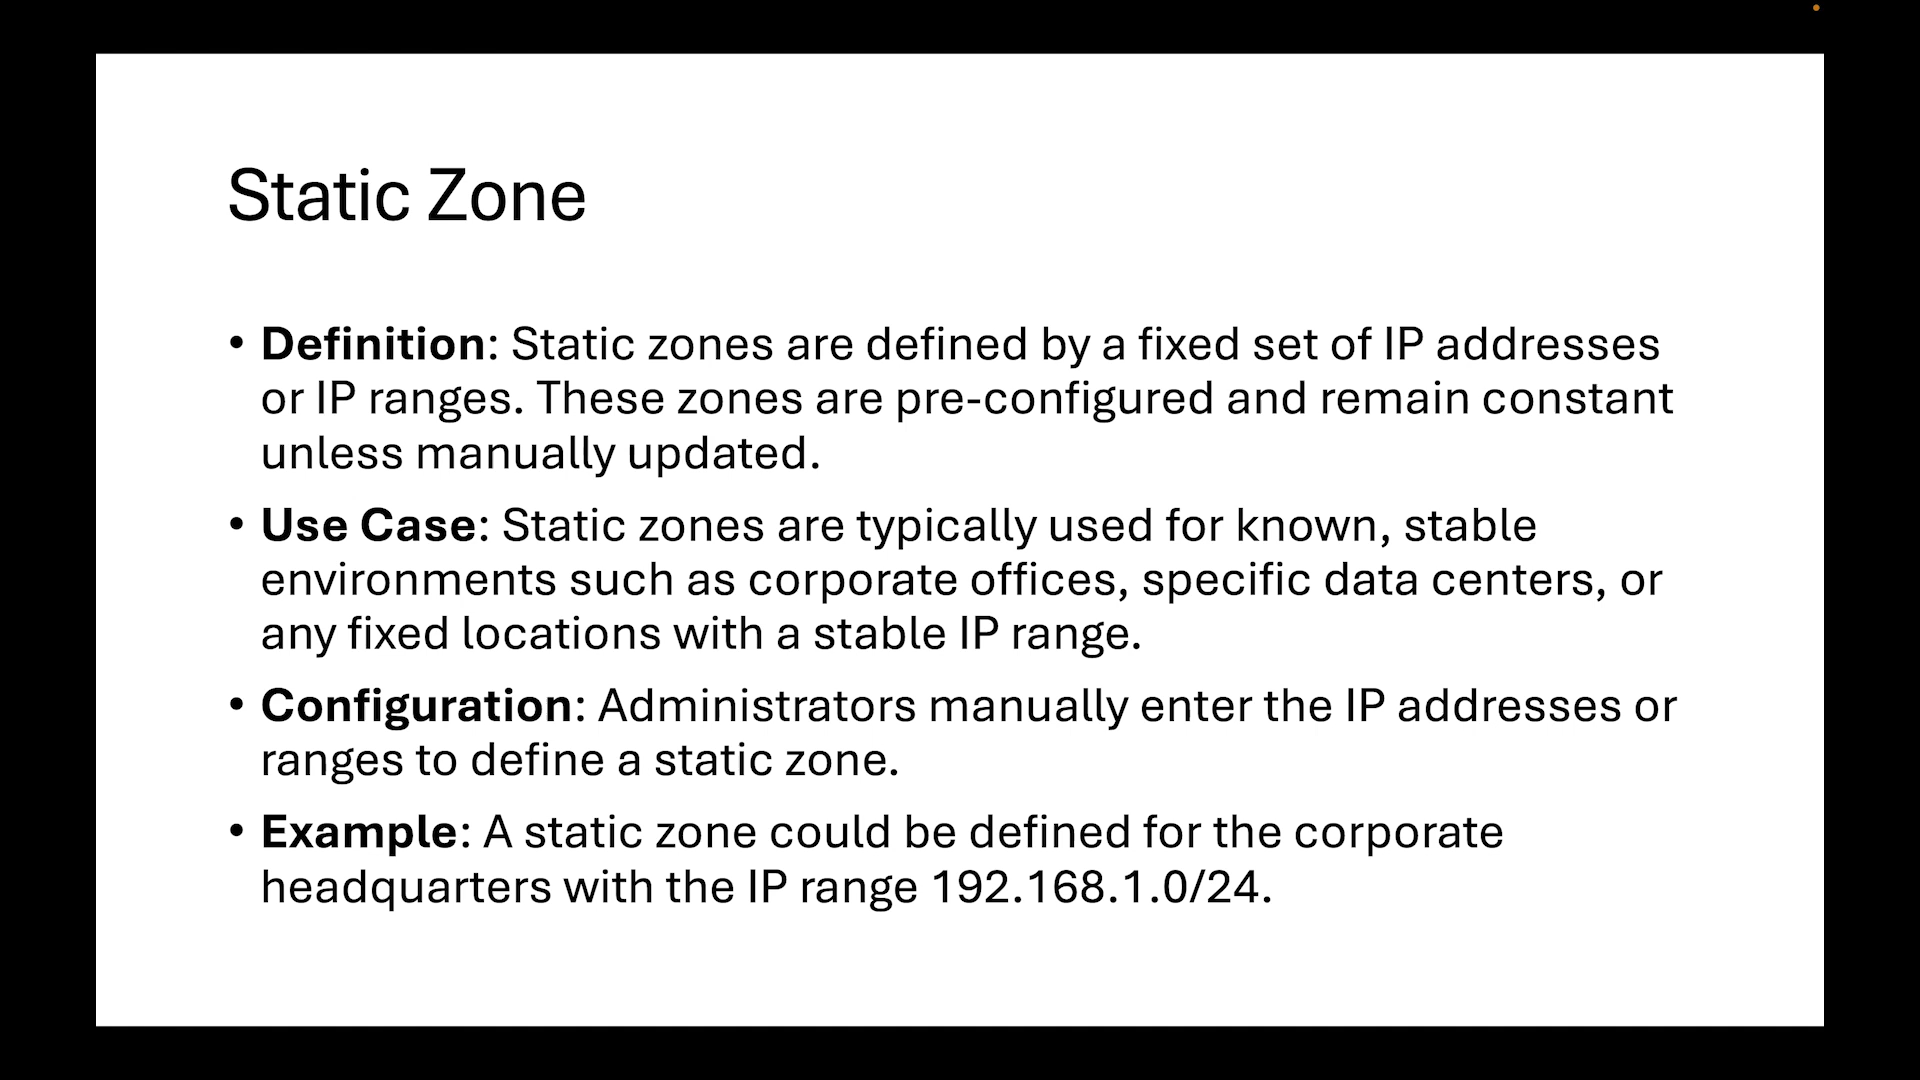 Static Zone
• Definition: Static zones are defined by a fixed set of IP addresses
or IP ranges. These zones are pre-configured and remain constant
unless manually updated.
• Use Case: Static zones are typically used for known, stable
environments such as corporate offices, specific data centers, or
any fixed locations with a stable IP range.
• Configuration: Administrators manually enter the IP addresses or
ranges to define a static zone.
• Example: A static zone could be defined for the corporate
headquarters with the IP range 192.168.1.0/24.